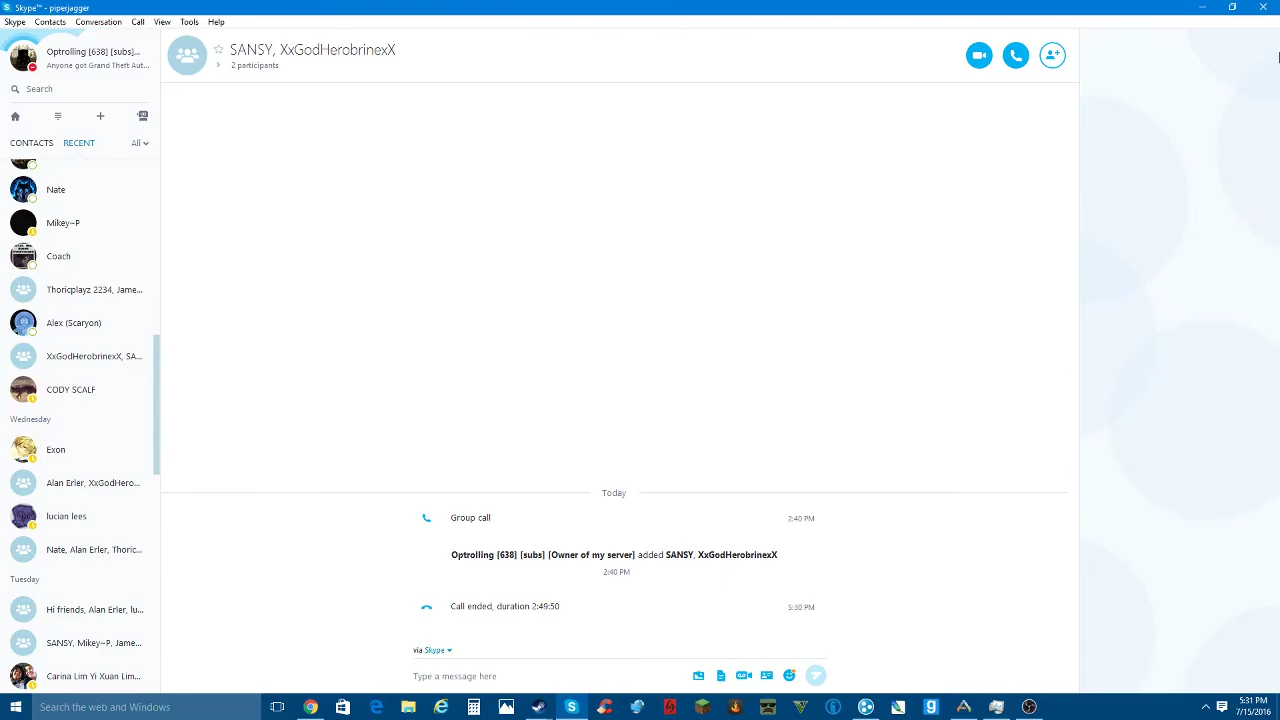 Skype™ - piperjagger
Skype Contacts Conversation Call View Tools Help
Optrolling [638] [subs]...
Anyone got Grand Theft Aut...
Search
CONTACTS RECENT All
Nate
Mikey~P
Coach
Thoricplayz 2234, Jame...
Alex (Scaryon)
XxGodHerobrinexX, SA...
CODY SCALF
Wednesday
Exon
Alan Erler, XxGodHero...
lucian lees
Nate, Alan Erler, Thoric...
Tuesday
Hi friends, Alan Erler, lu...
SANSY, Mikey~P, Jame...
Carina Lim?! Xuan Lim...
SANSY, XxGodHerobrinexX
2 participants
Today
Group call 2:40 PM
Optrolling [638] [subs] [Owner of my server] added SANSY, XxGodHerobrinexX
2:40 PM
Call ended, duration 2:49:50 5:30 PM
via Skype
Type a message here
Search the web and Windows
5:31 PM
7/15/2016